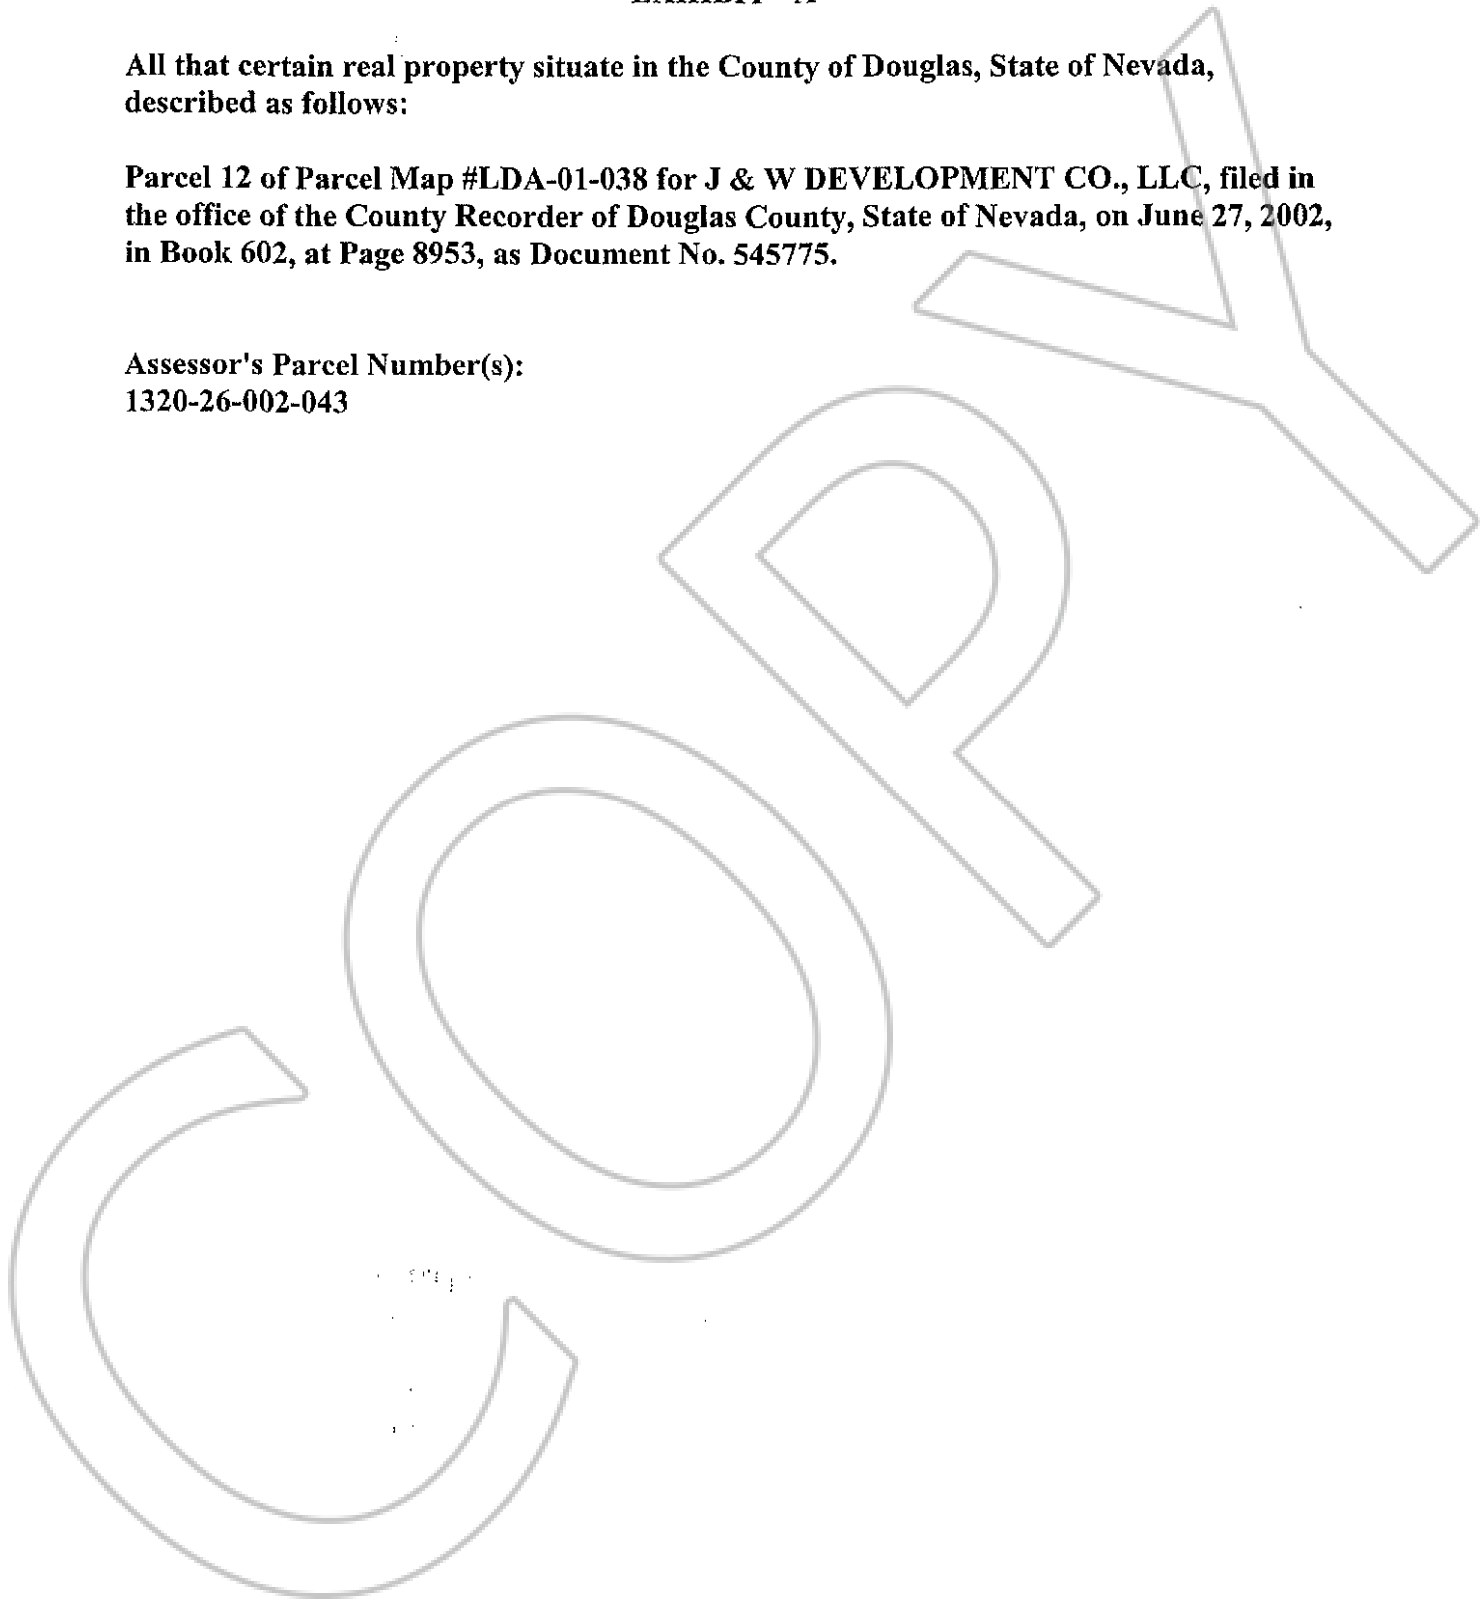 All that certain real property situate in the County of Douglas, State of Nevada,
described as follows:
Parcel 12 of Parcel Map #LDA-01-038 for J & W DEVELOPMENT CO., LLC, filed in
the office of the County Recorder of Douglas County, State of Nevada, on June 27, 2002,
in Book 602, at Page 8953, as Document No. 545775.
Assessor's Parcel Number(s):
1320-26-002-043
COPY